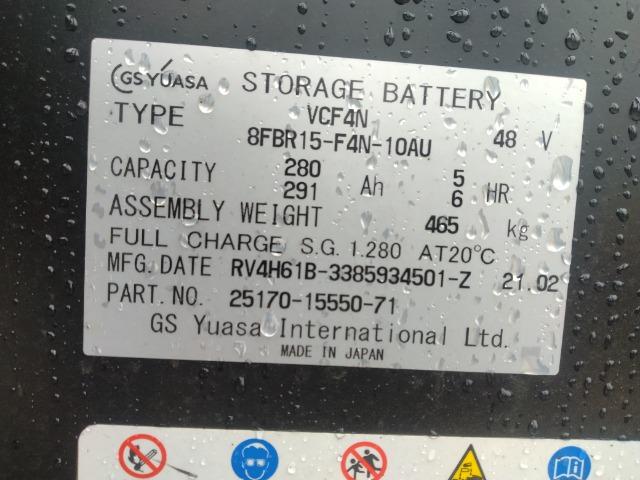 GS YUASA STORAGE BATTERY
TYPE VCF4N
8FBR15-F4N-10AU 48 V
CAPACITY 280 Ah 5 HR
291 6
ASSEMBLY WEIGHT 465 kg
FULL CHARGE S.G. 1.280 AT20°C
MFG. DATE RV4H61B-3385934501-Z 21.02
PART. NO. 25170-15550-71
GS Yuasa International Ltd.
MADE IN JAPAN